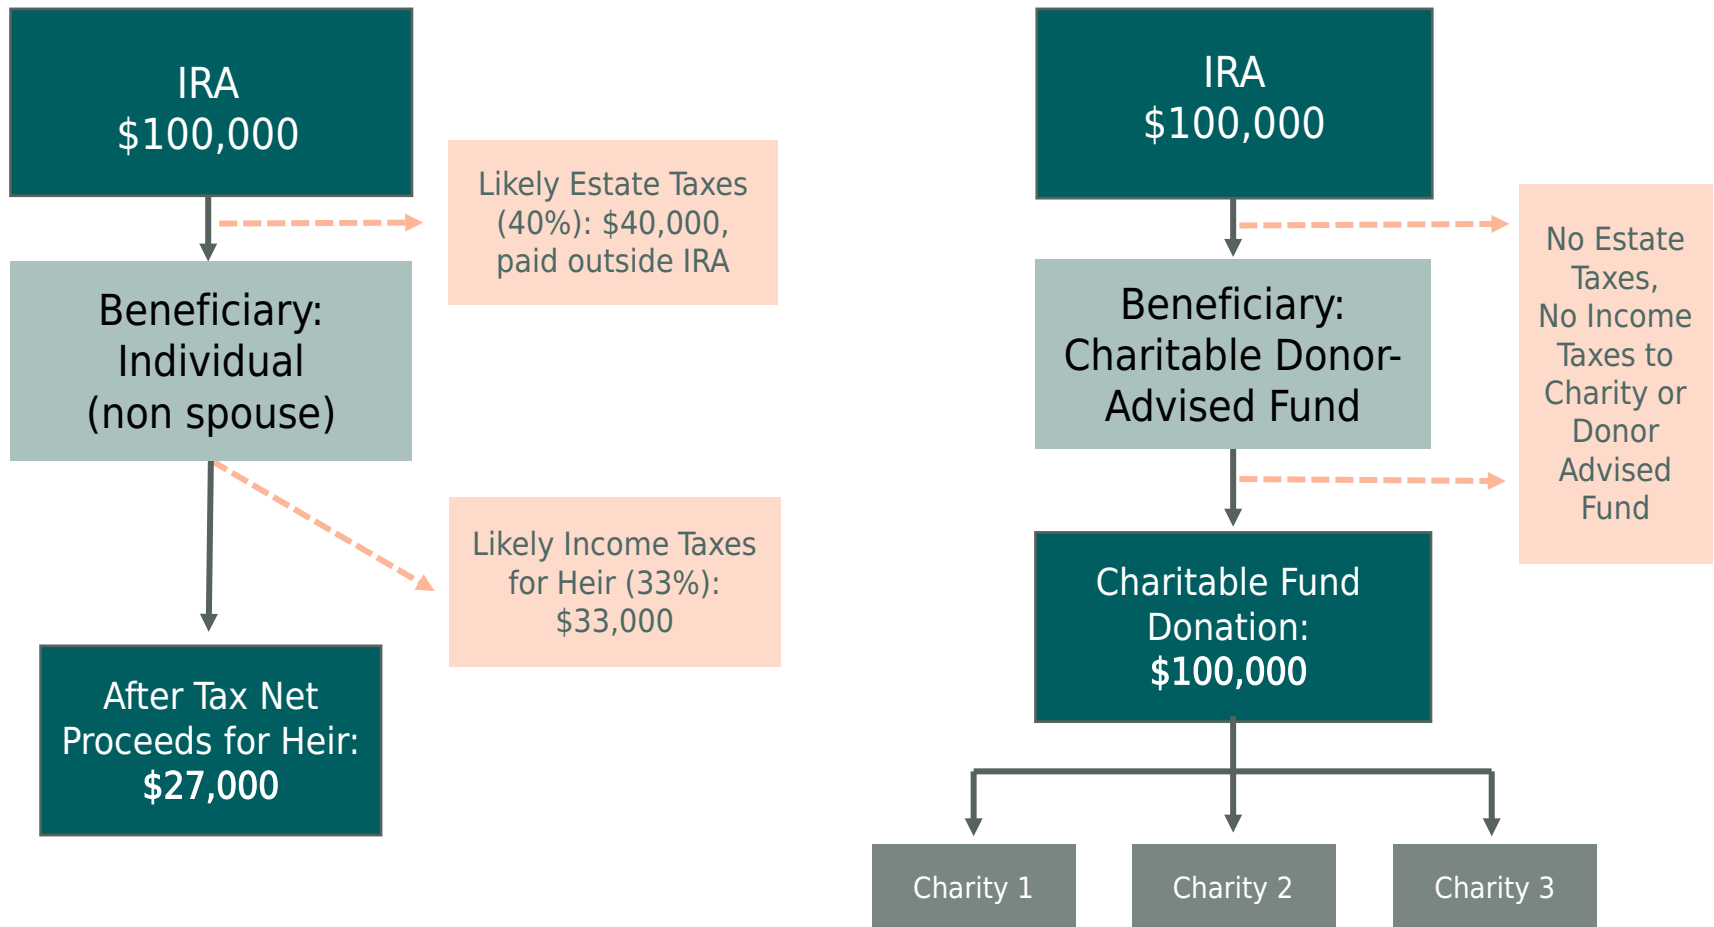 IRA
$100,000
Likely Estate Taxes
(40%): $40,000,
paid outside IRA
Beneficiary:
Individual
(non spouse)
Likely Income Taxes
for Heir (33%):
$33,000
After Tax Net
Proceeds for Heir:
$27,000
IRA
$100,000
No Estate
Taxes,
No Income
Taxes to
Charity or
Donor
Advised
Fund
Beneficiary:
Charitable Donor-
Advised Fund
Charitable Fund
Donation:
$100,000
Charity 1
Charity 2
Charity 3